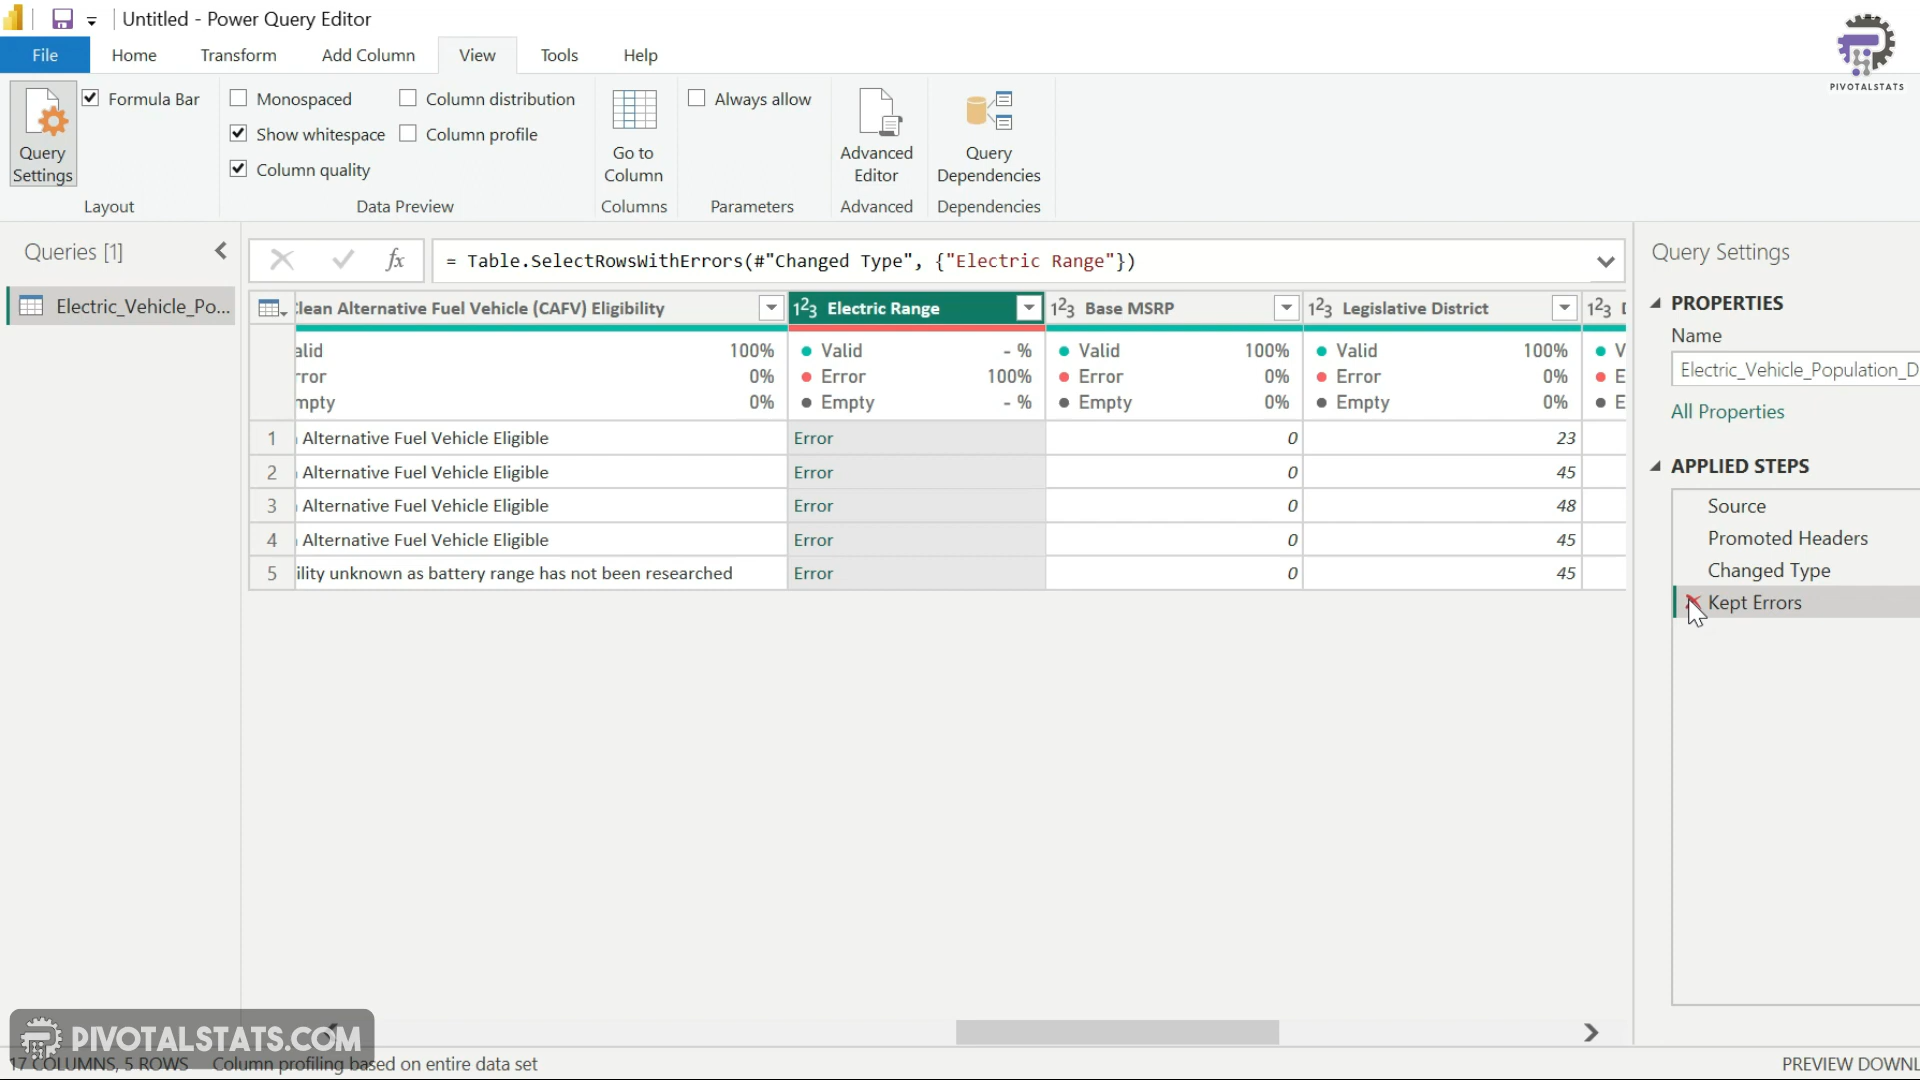 Untitled - Power Query Editor
File Home Transform Add Column View Tools Help
PIVOTALSTATS
Query Settings
Formula Bar
Layout
Monospaced
Show whitespace
Column quality
Column distribution
Column profile
Data Preview
Go to Column
Columns
Always allow
Parameters
Advanced Editor
Advanced
Query Dependencies
Dependencies
Queries [1]
Electric_Vehicle_Po...
fx
= Table.SelectRowsWithErrors(#"Changed Type", {"Electric Range"})
Clean Alternative Fuel Vehicle (CAFV) Eligibility 1²3 Electric Range 1²3 Base MSRP 1²3 Legislative District 1²3 D
alid 100% Valid - % Valid 100% Valid 100% V
rror 0% Error 100% Error 0% Error 0% E
mpty 0% Empty - % Empty 0% Empty 0% E
1 Alternative Fuel Vehicle Eligible Error 0 23
2 Alternative Fuel Vehicle Eligible Error 0 45
3 Alternative Fuel Vehicle Eligible Error 0 48
4 Alternative Fuel Vehicle Eligible Error 0 45
5 ility unknown as battery range has not been researched Error 0 45
Query Settings
PROPERTIES
Name
Electric_Vehicle_Population_D
All Properties
APPLIED STEPS
Source
Promoted Headers
Changed Type
Kept Errors
PIVOTALSTATS.COM
17 COLUMNS, 5 ROWS Column profiling based on entire data set
PREVIEW DOWNL